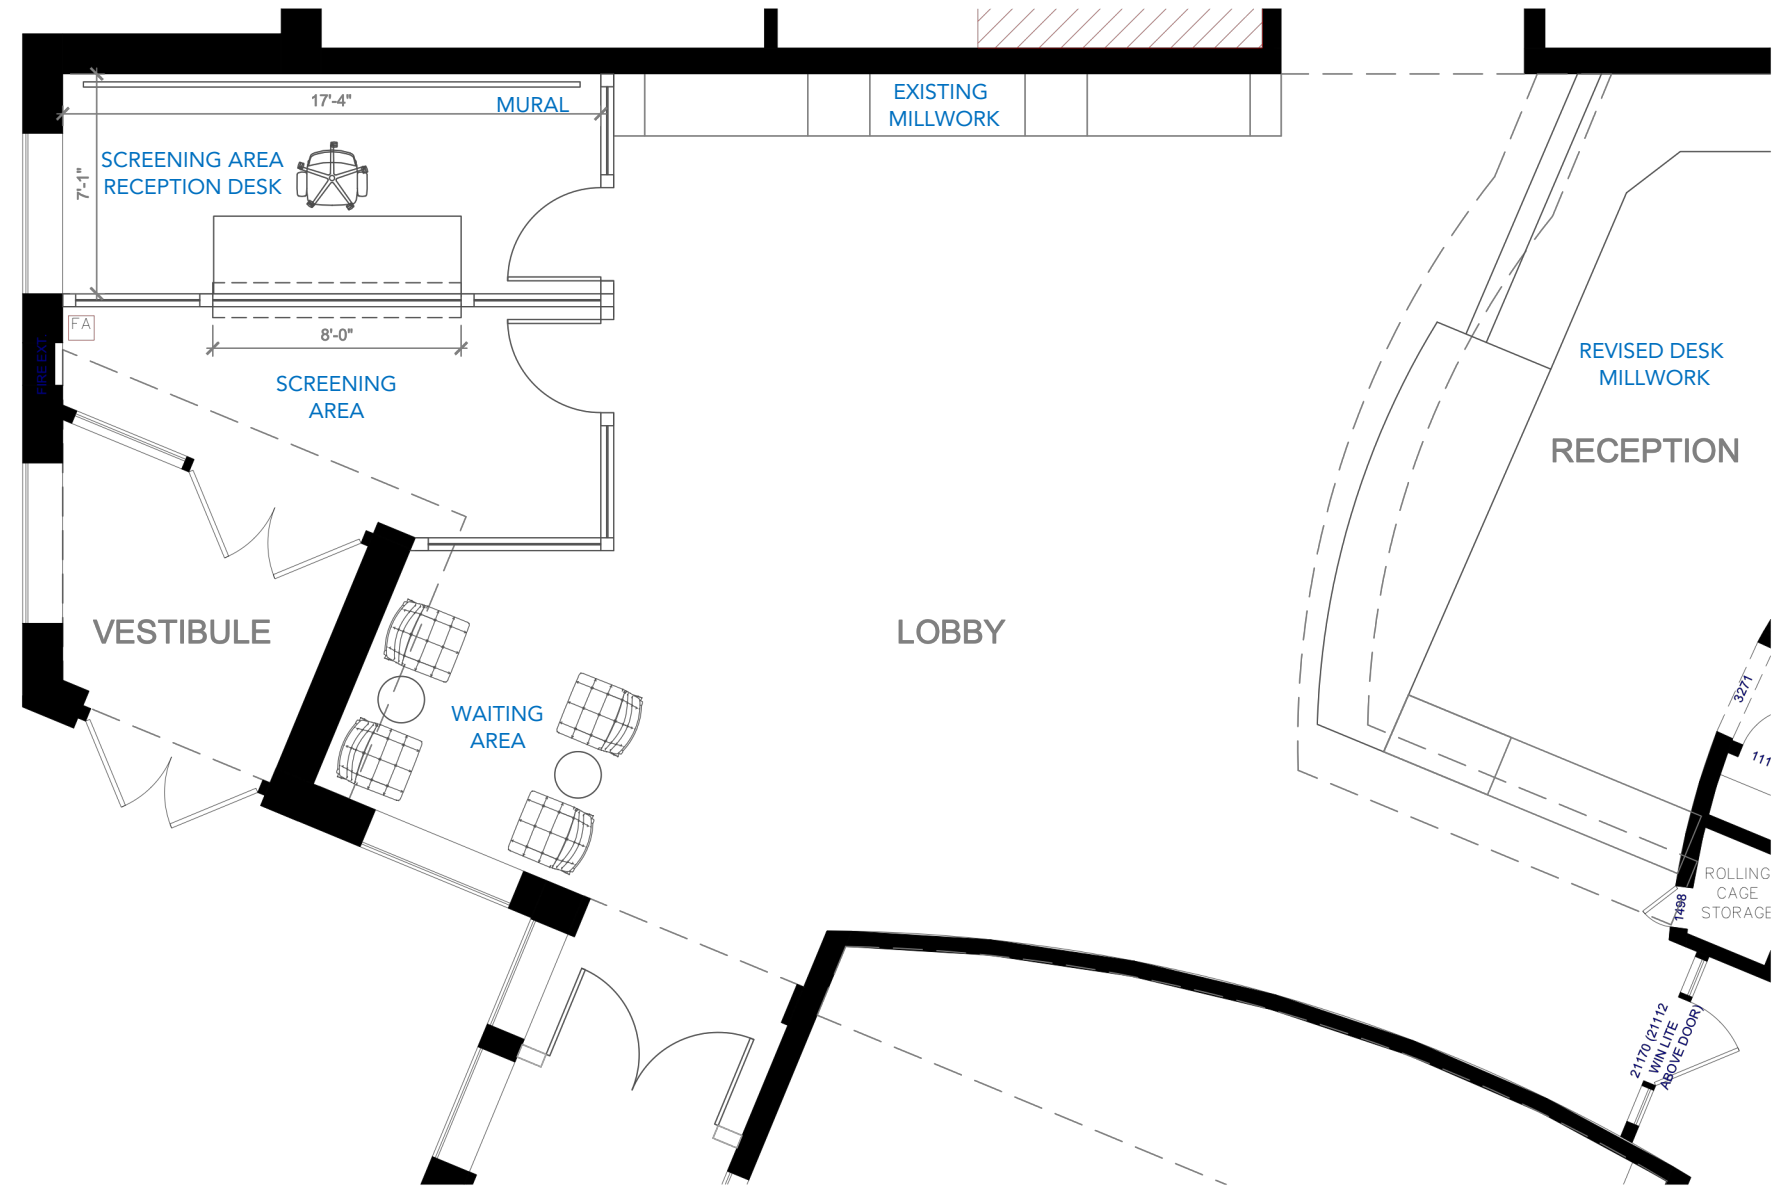 17'-4"
MURAL
EXISTING
MILLWORK
SCREENING AREA
RECEPTION DESK
7'-1"
FA
FIRE EXT
8'-0"
SCREENING
AREA
REVISED DESK
MILLWORK
RECEPTION
VESTIBULE
LOBBY
WAITING
AREA
3271
111
ROLLING
CAGE
STORAGE
1498
21170 (21112
WIN LITE
ABOVE DOOR)